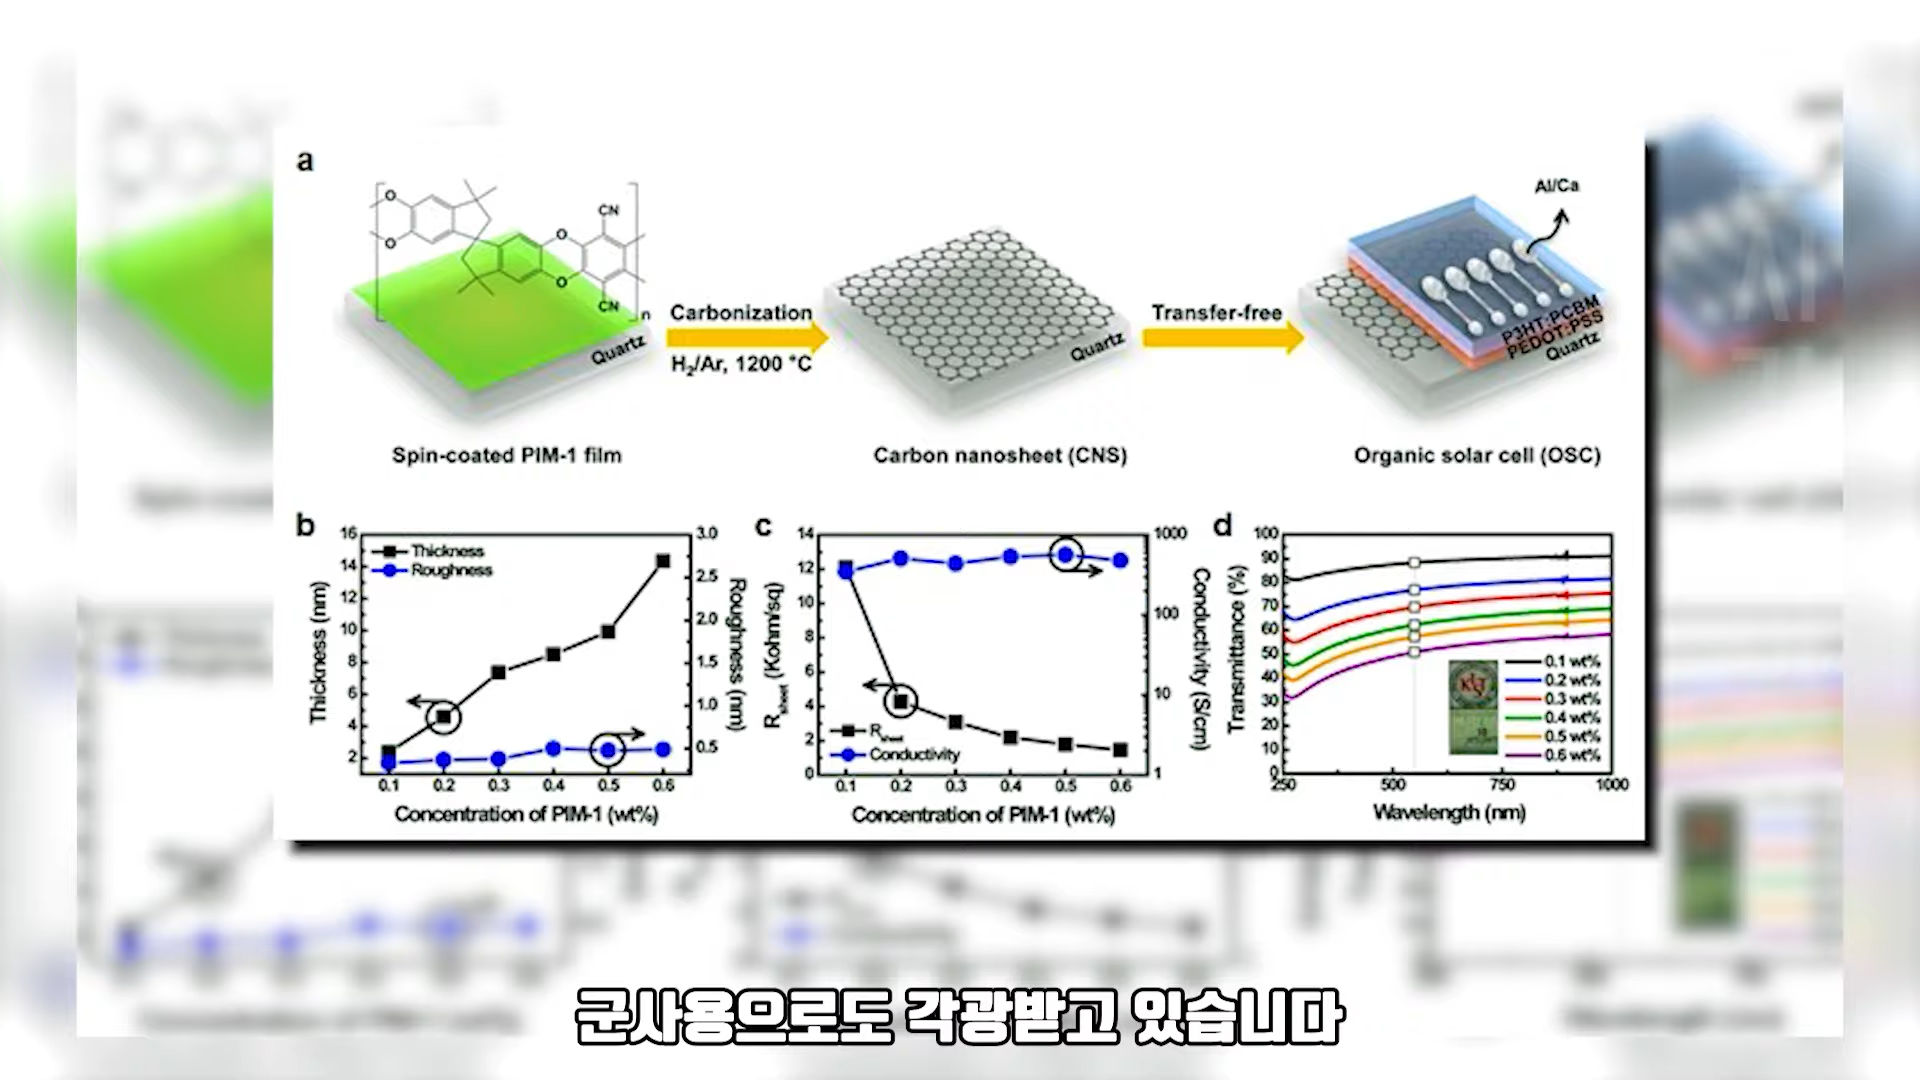 a
O
O
CN
O
O
CN
n
Quartz
Spin-coated PIM-1 film
Carbonization
H₂/Ar, 1200 °C
Quartz
Carbon nanosheet (CNS)
Transfer-free
Al/Ca
P3HT:PCBM
PEDOT:PSS
Quartz
Organic solar cell (OSC)
b
Thickness (nm)
16
14
12
10
8
6
4
2
Thickness
Roughness
3.0
2.5
2.0
1.5
1.0
0.5
Roughness (nm)
0.1 0.2 0.3 0.4 0.5 0.6
Concentration of PIM-1 (wt%)
c
Rsheet (Kohm/sq)
14
12
10
8
6
4
2
0
Rsheet
Conductivity
1000
100
10
1
Conductivity (S/cm)
0.1 0.2 0.3 0.4 0.5 0.6
Concentration of PIM-1 (wt%)
d
Transmittance (%)
100
90
80
70
60
50
40
30
20
10
0
0.1 wt%
0.2 wt%
0.3 wt%
0.4 wt%
0.5 wt%
0.6 wt%
250 500 750 1000
Wavelength (nm)
군사용으로도 각광받고 있습니다